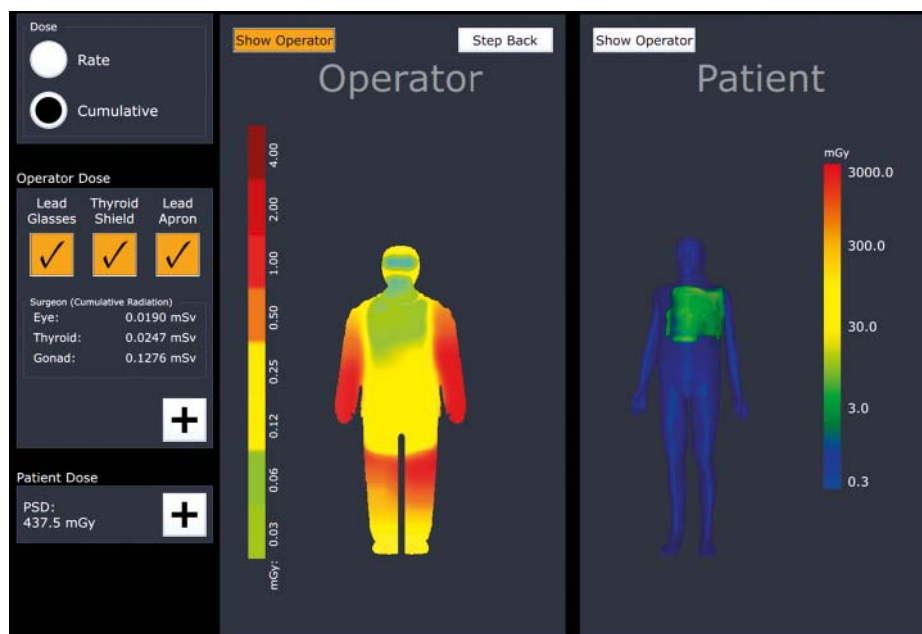 Dose
Rate
Cumulative
Operator Dose
Lead Glasses
Thyroid Shield
Lead Apron
Surgeon (Cumulative Radiation)
Eye: 0.0190 mSv
Thyroid: 0.0247 mSv
Gonad: 0.1276 mSv
+
Patient Dose
PSD:
437.5 mGy
+
Show Operator
Step Back
Operator
4.00
2.00
1.00
0.50
0.25
0.12
0.06
0.03
mGy:
Show Operator
Patient
mGy
3000.0
300.0
30.0
3.0
0.3